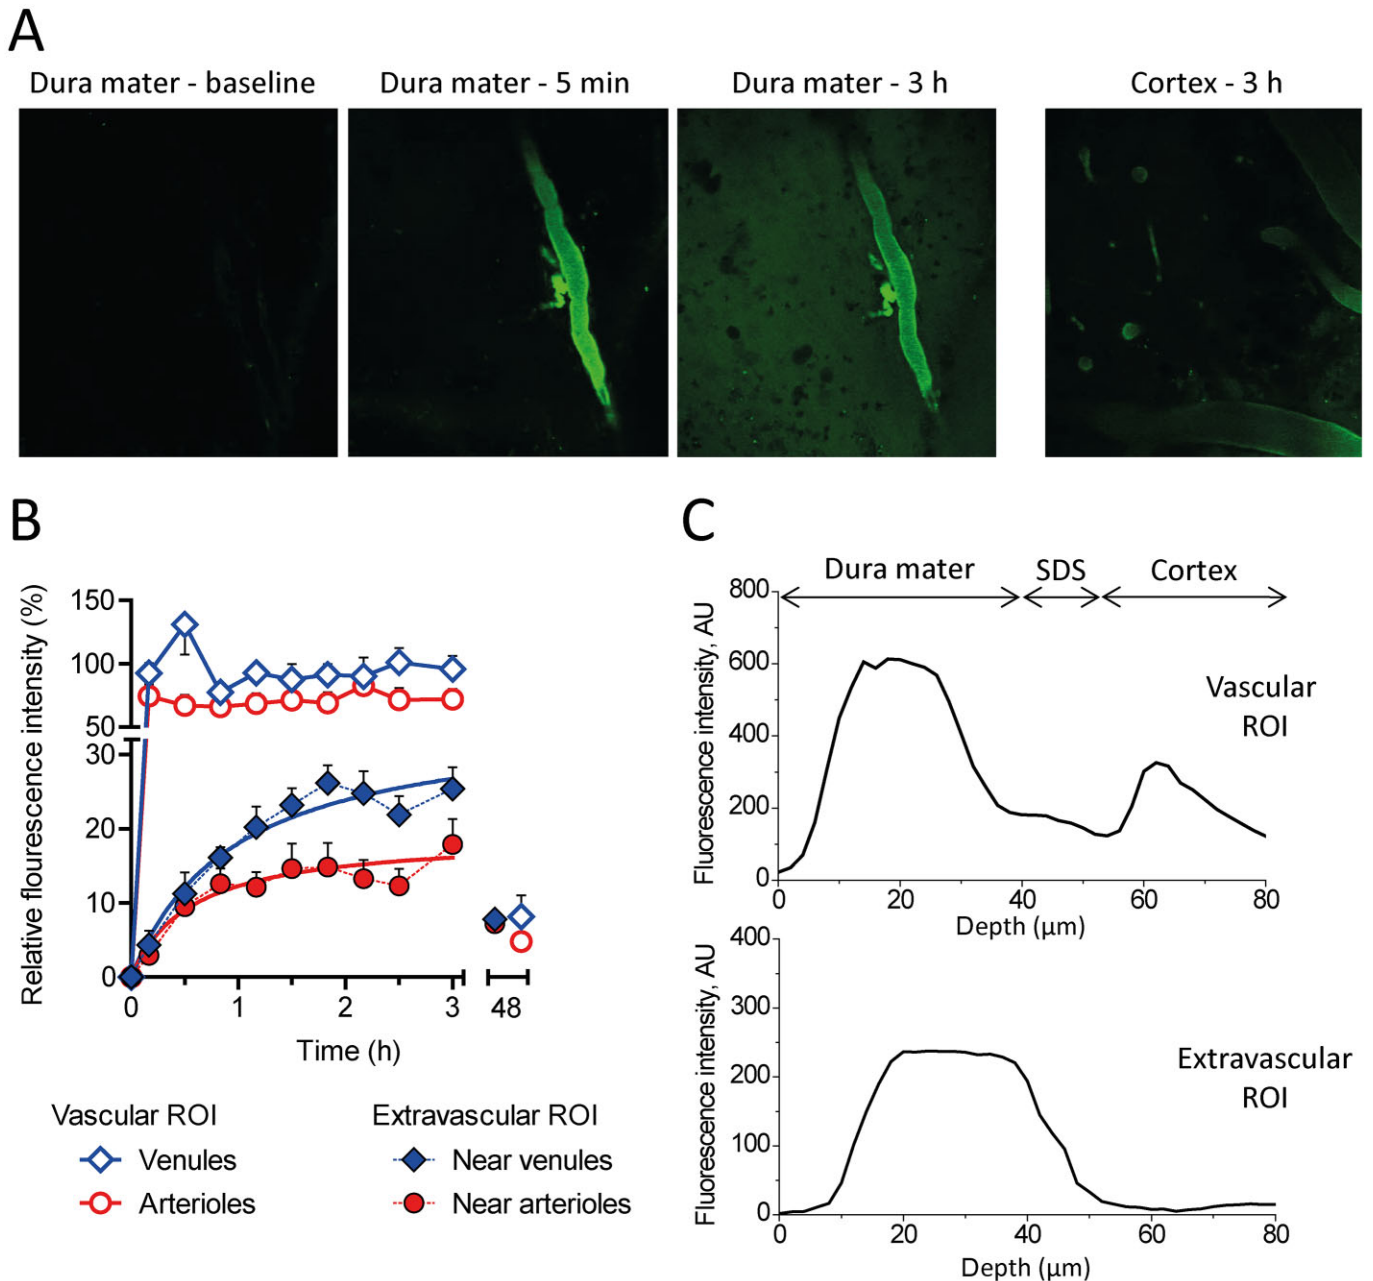 A
Dura mater - baseline
Dura mater - 5 min
Dura mater - 3 h
Cortex - 3 h
B
Relative flourescence intensity (%)
150
100
50
30
20
10
0
0
1
2
3
48
Time (h)
Vascular ROI
Venules
Arterioles
Extravascular ROI
Near venules
Near arterioles
C
Dura mater
SDS
Cortex
Fluorescence intensity, AU
800
600
400
200
0
0
20
40
60
80
Depth (μm)
Vascular
ROI
Fluorescence intensity, AU
400
300
200
100
0
0
20
40
60
80
Depth (μm)
Extravascular
ROI